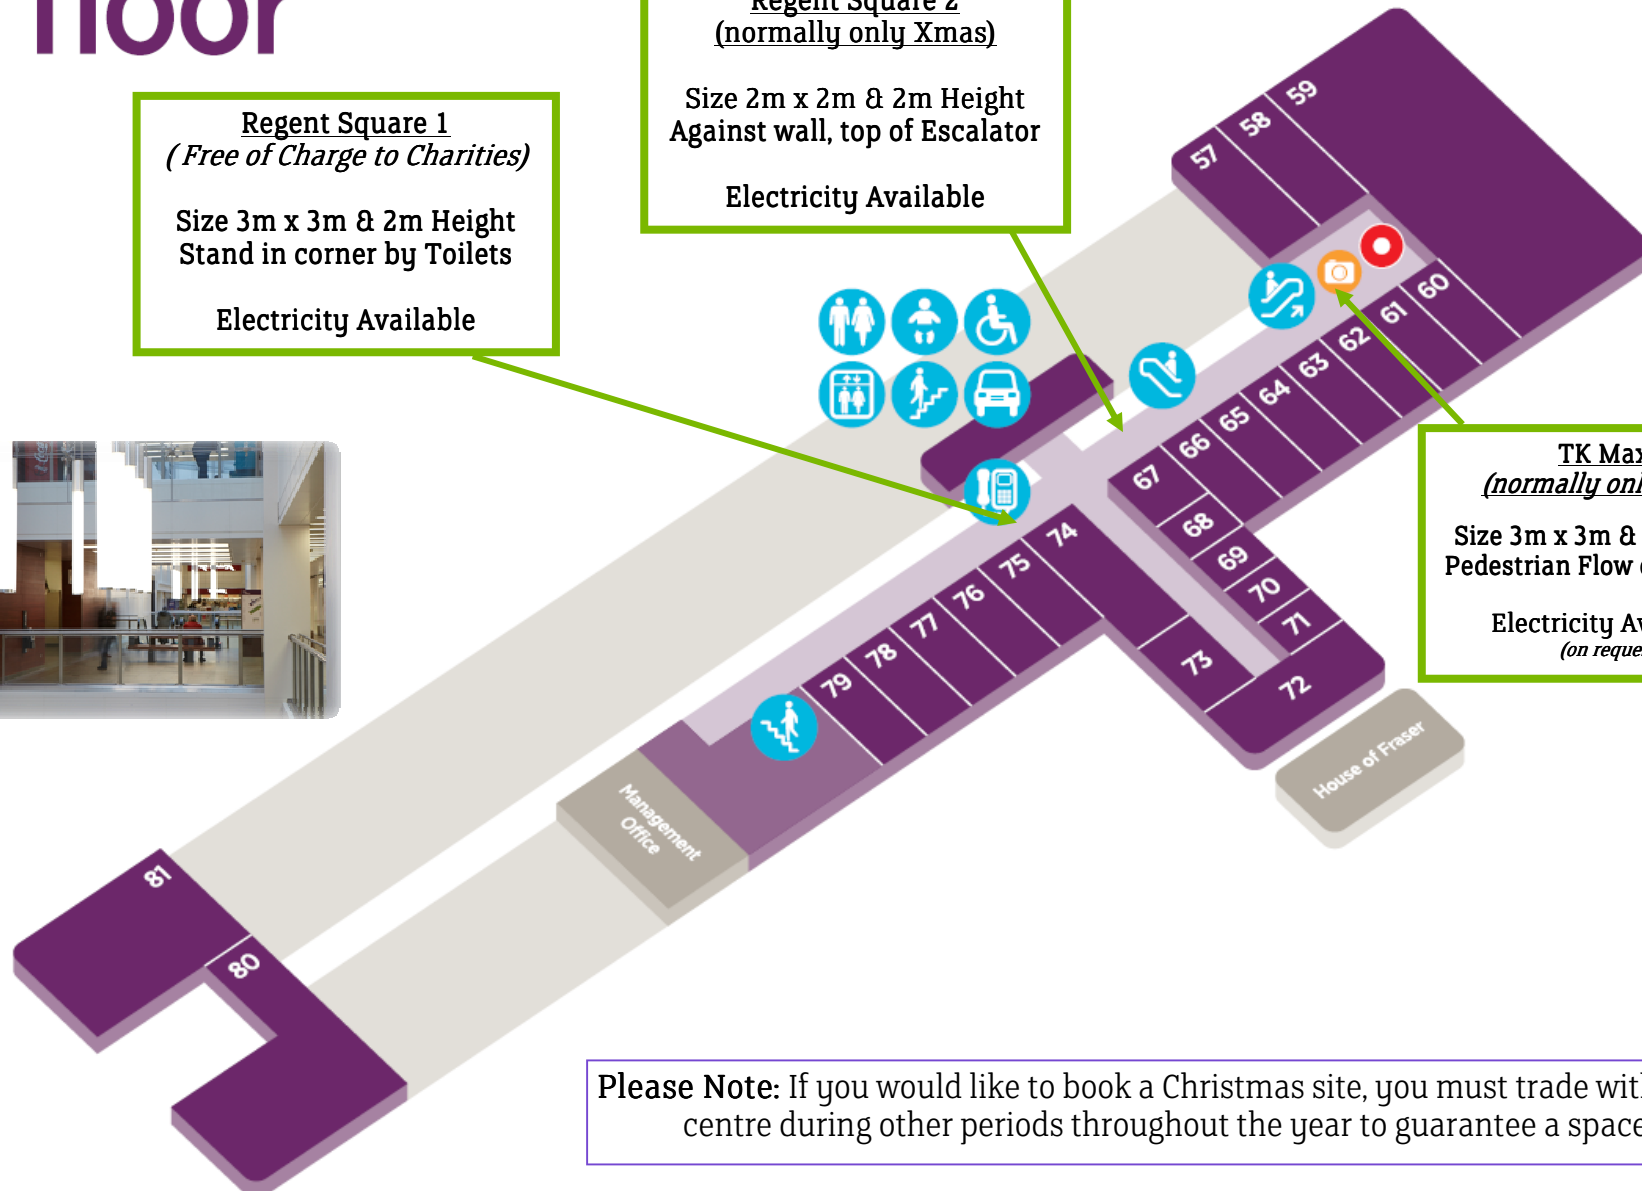 floor
Regent Square 2
(normally only Xmas)
Size 2m x 2m & 2m Height
Against wall, top of Escalator
Electricity Available
Regent Square 1
( Free of Charge to Charities)
Size 3m x 3m & 2m Height
Stand in corner by Toilets
Electricity Available
59
58
57
60
61
62
63
64
65
66
67
68
69
70
71
72
73
74
75
76
77
78
79
TK Max
(normally onl
Size 3m x 3m &
Pedestrian Flow
Electricity Av
(on reque
House of Fraser
Management
Office
81
80
Please Note: If you would like to book a Christmas site, you must trade wit
centre during other periods throughout the year to guarantee a space